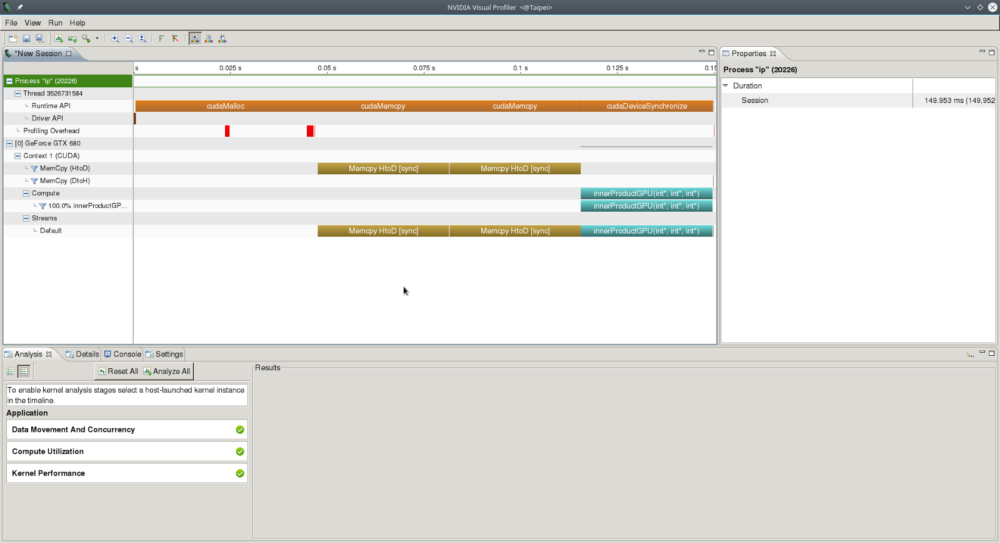 NVIDIA Visual Profiler <@Taipei>
File View Run Help
*New Session
s 0.025 s 0.05 s 0.075 s 0.1 s 0.125 s 0.15
Process "ip" (20226)
Thread 3526731584
Runtime API cudaMalloc cudaMemcpy cudaMemcpy cudaDeviceSynchronize
Driver API
Profiling Overhead
[0] GeForce GTX 680
Context 1 (CUDA)
MemCpy (HtoD) Memcpy HtoD [sync] Memcpy HtoD [sync]
MemCpy (DtoH)
Compute innerProductGPU(int*, int*, int*)
100.0% innerProductGP... innerProductGPU(int*, int*, int*)
Streams
Default Memcpy HtoD [sync] Memcpy HtoD [sync] innerProductGPU(int*, int*, int*)
Properties
Process "ip" (20226)
Duration
Session 149.953 ms (149,952
Analysis Details Console Settings
Reset All Analyze All
To enable kernel analysis stages select a host-launched kernel instance
in the timeline.
Application
Data Movement And Concurrency
Compute Utilization
Kernel Performance
Results